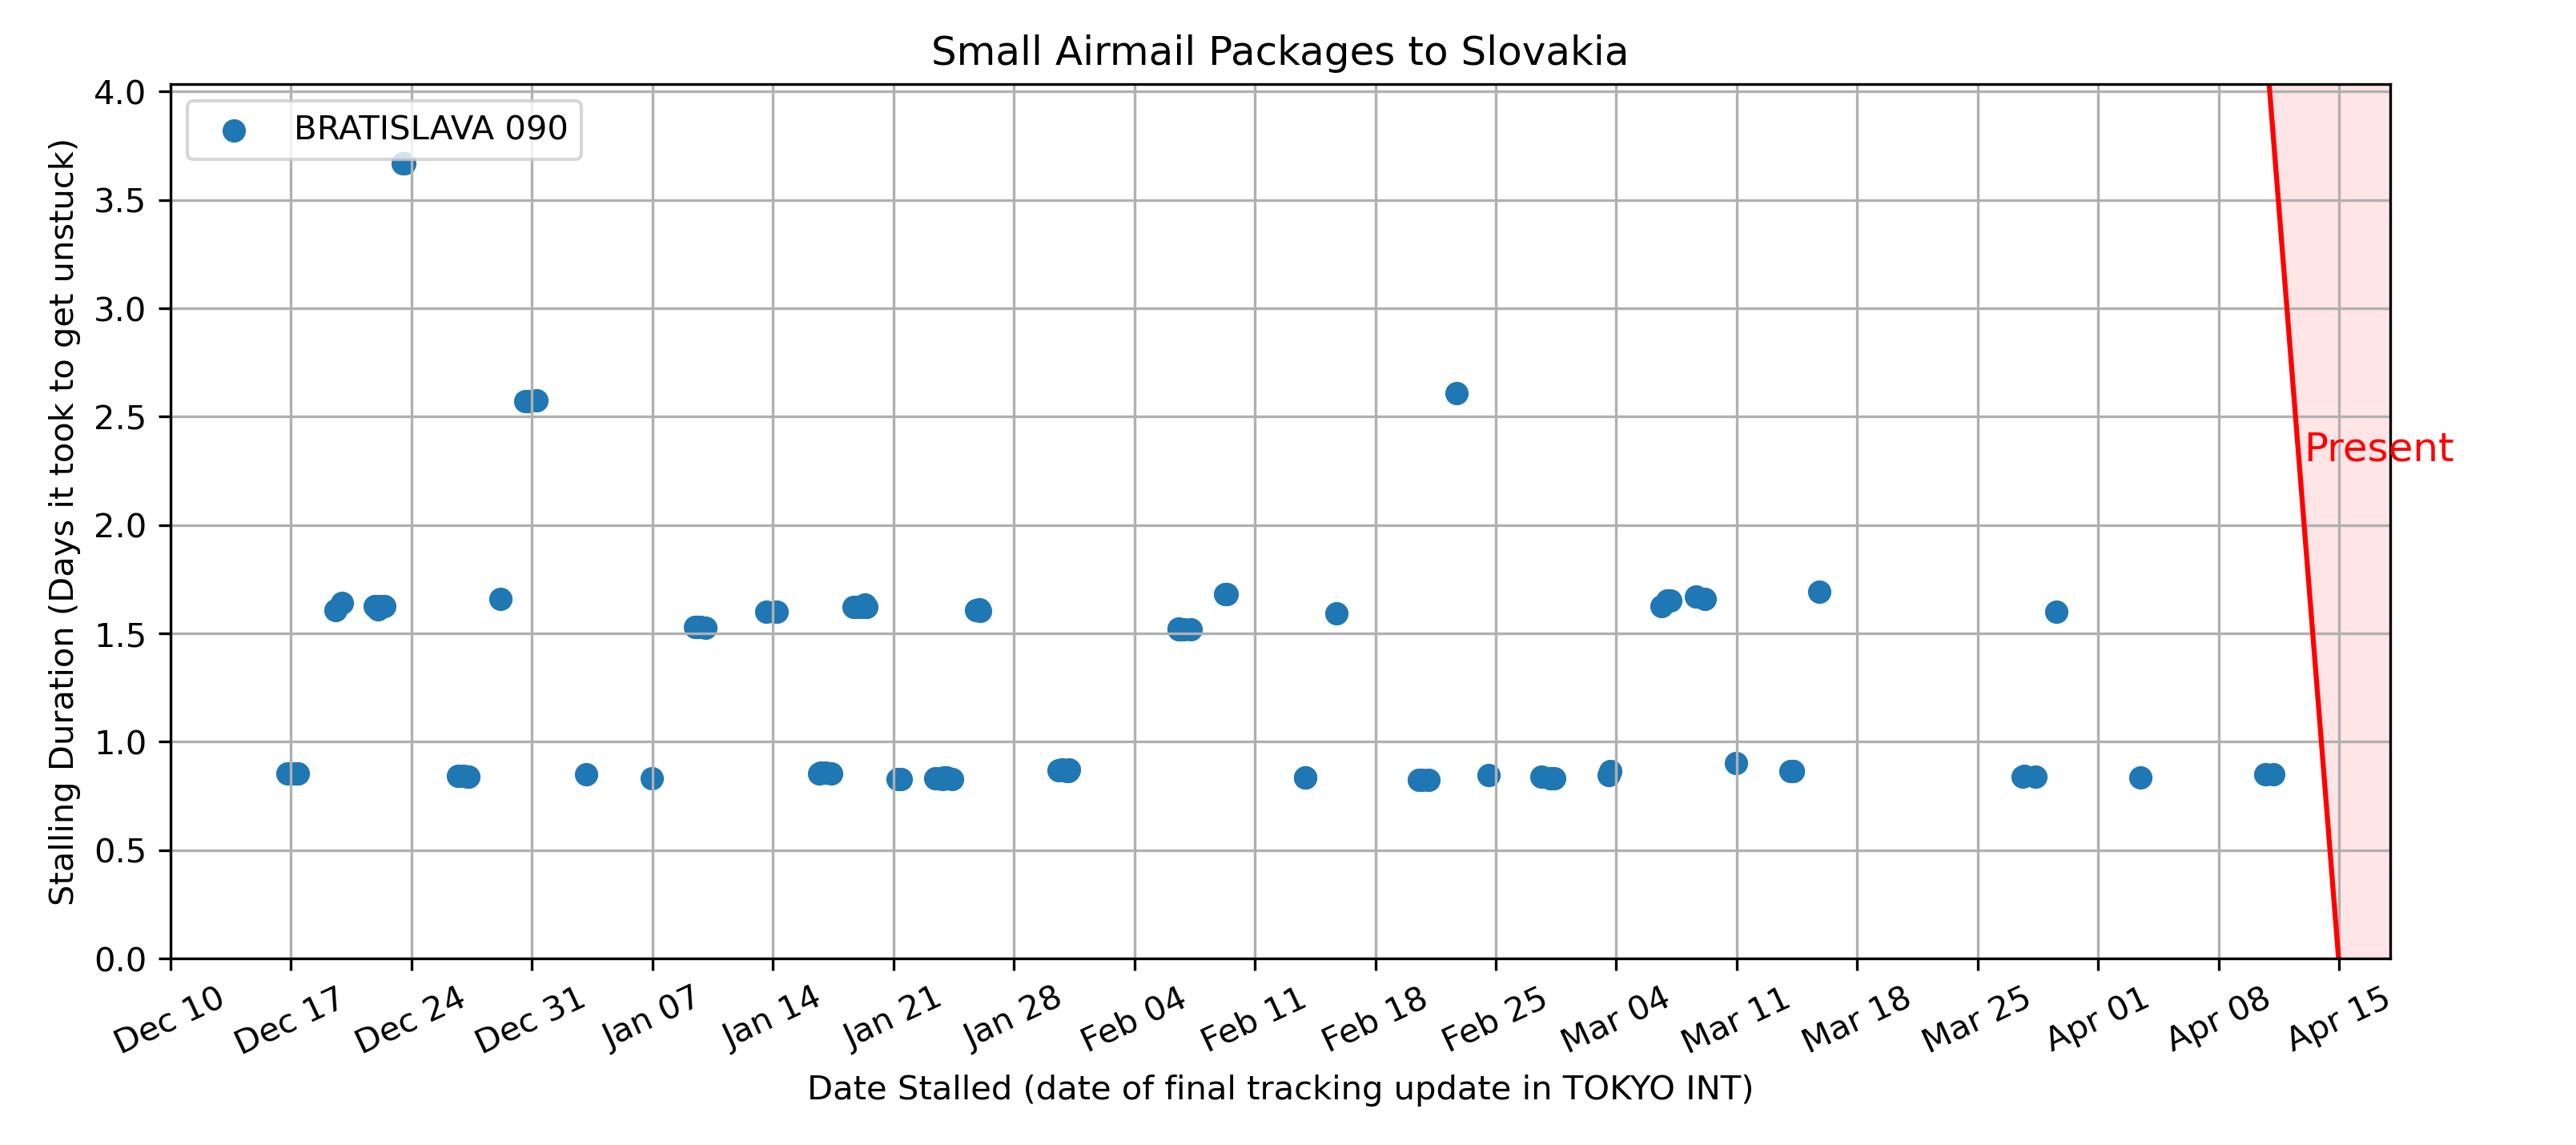 Small Airmail Packages to Slovakia
BRATISLAVA 090
Stalling Duration (Days it took to get unstuck)
4.0
3.5
3.0
2.5
2.0
1.5
1.0
0.5
0.0
Present
Dec 10
Dec 17
Dec 24
Dec 31
Jan 07
Jan 14
Jan 21
Jan 28
Feb 04
Feb 11
Feb 18
Feb 25
Mar 04
Mar 11
Mar 18
Mar 25
Apr 01
Apr 08
Apr 15
Date Stalled (date of final tracking update in TOKYO INT)